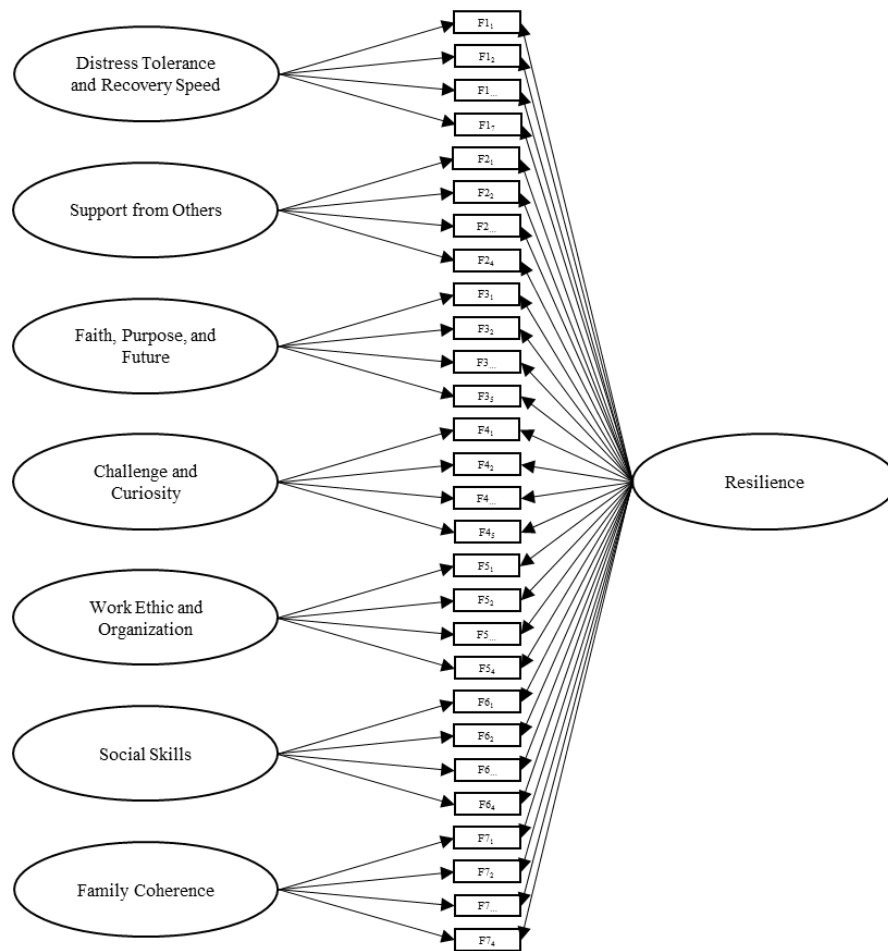 Distress Tolerance
and Recovery Speed
F1₁
F1₂
F1...
F1₇
Support from Others
F2₁
F2₂
F2...
F2₄
Faith, Purpose, and
Future
F3₁
F3₂
F3...
F3₅
Challenge and
Curiosity
F4₁
F4₂
F4...
F4₅
Work Ethic and
Organization
F5₁
F5₂
F5...
F5₄
Social Skills
F6₁
F6₂
F6...
F6₄
Family Coherence
F7₁
F7₂
F7...
F7₄
Resilience